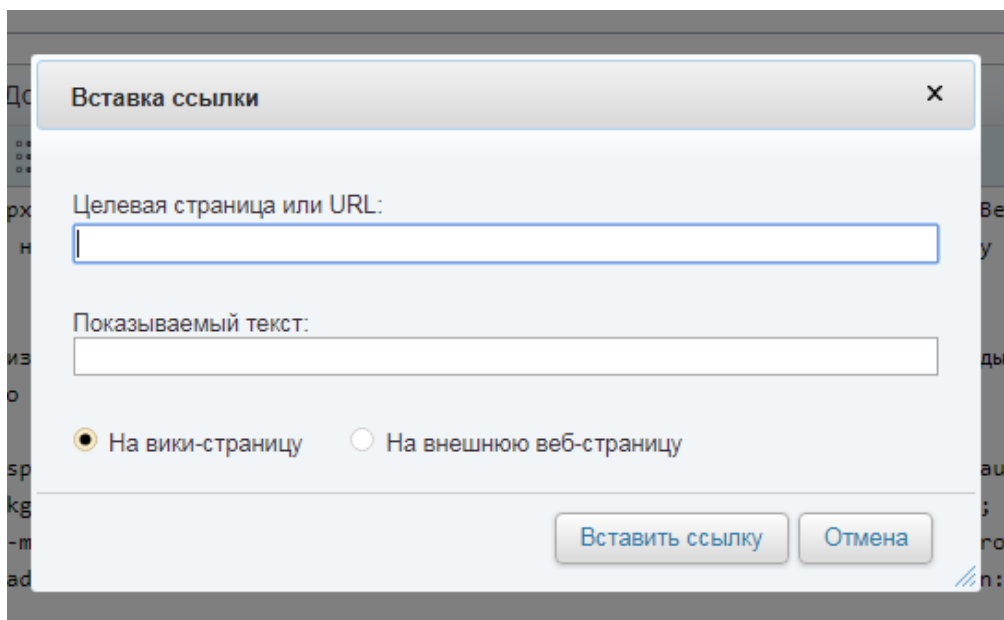 Вставка ссылки
Целевая страница или URL:
Показываемый текст:
На вики-страницу На внешнюю веб-страницу
Вставить ссылку Отмена